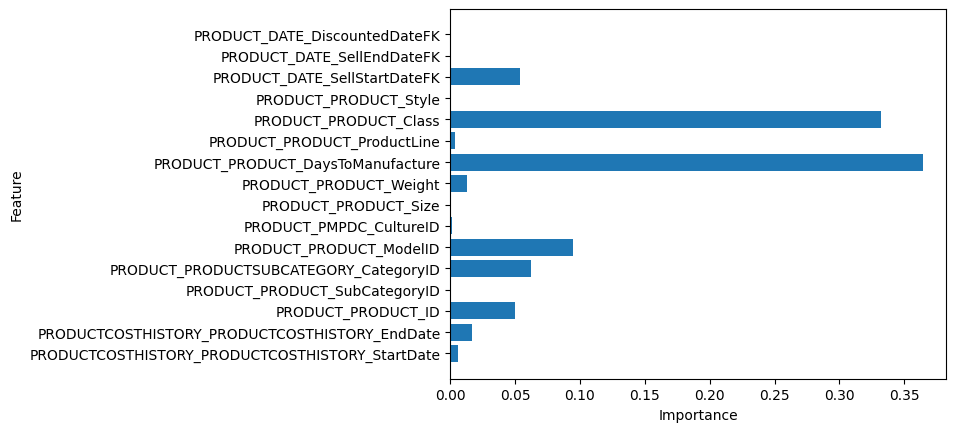 PRODUCT_DATE_DiscountedDateFK
PRODUCT_DATE_SellEndDateFK
PRODUCT_DATE_SellStartDateFK
PRODUCT_PRODUCT_Style
PRODUCT_PRODUCT_Class
PRODUCT_PRODUCT_ProductLine
PRODUCT_PRODUCT_DaysToManufacture
PRODUCT_PRODUCT_Weight
PRODUCT_PRODUCT_Size
PRODUCT_PMPDC_CultureID
PRODUCT_PRODUCT_ModelID
PRODUCT_PRODUCTSUBCATEGORY_CategoryID
PRODUCT_PRODUCT_SubCategoryID
PRODUCT_PRODUCT_ID
PRODUCTCOSTHISTORY_PRODUCTCOSTHISTORY_EndDate
PRODUCTCOSTHISTORY_PRODUCTCOSTHISTORY_StartDate
Feature
0.00 0.05 0.10 0.15 0.20 0.25 0.30 0.35
Importance